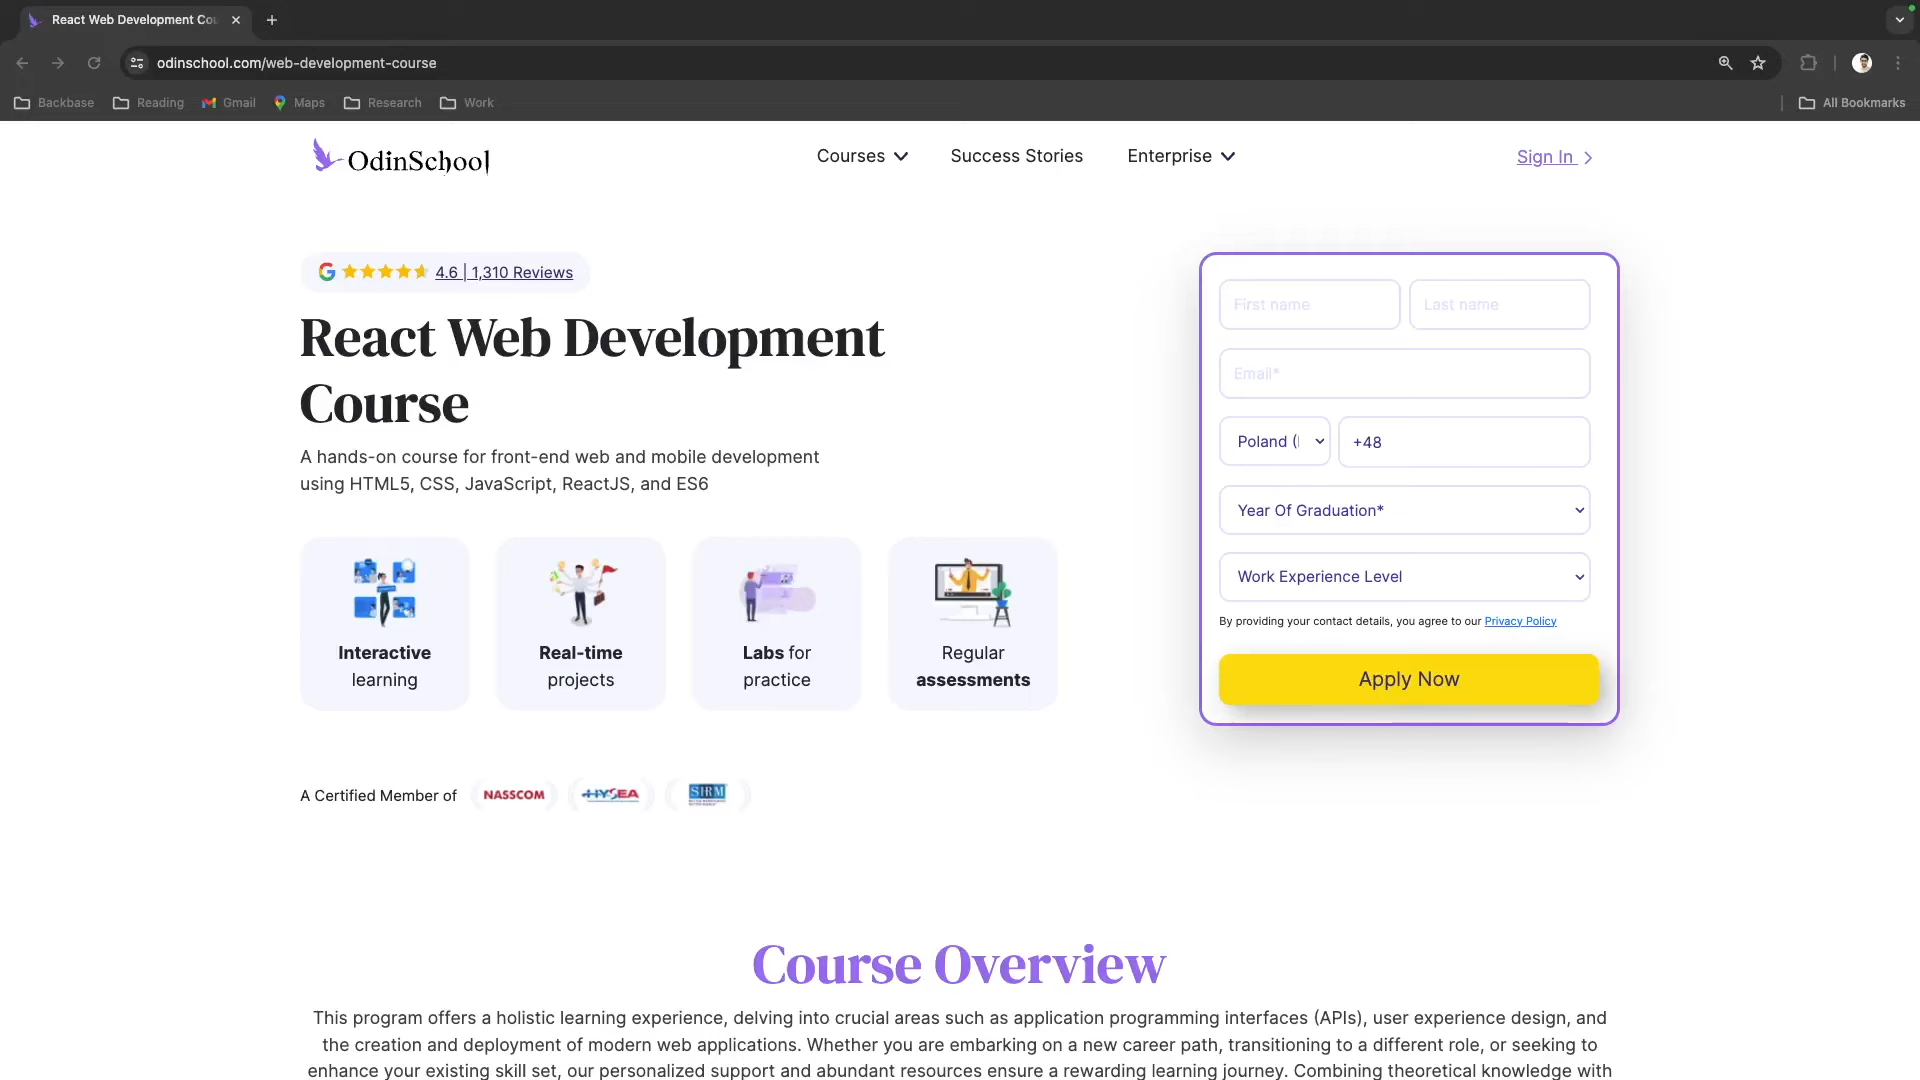 React Web Development Cou
odinschool.com/web-development-course
Backbase
Reading
Gmail
Maps
Research
Work
All Bookmarks
OdinSchool
Courses
Success Stories
Enterprise
Sign In
4.6 | 1,310 Reviews
React Web Development
Course
A hands-on course for front-end web and mobile development
using HTML5, CSS, JavaScript, ReactJS, and ES6
Interactive
learning
Real-time
projects
Labs for
practice
Regular
assessments
A Certified Member of
NASSCOM
HYSEA
SHRM
First name
Last name
Email*
Poland (
+48
Year Of Graduation*
Work Experience Level
By providing your contact details, you agree to our Privacy Policy
Apply Now
Course Overview
This program offers a holistic learning experience, delving into crucial areas such as application programming interfaces (APIs), user experience design, and
the creation and deployment of modern web applications. Whether you are embarking on a new career path, transitioning to a different role, or seeking to
enhance your existing skill set, our personalized support and abundant resources ensure a rewarding learning journey. Combining theoretical knowledge with